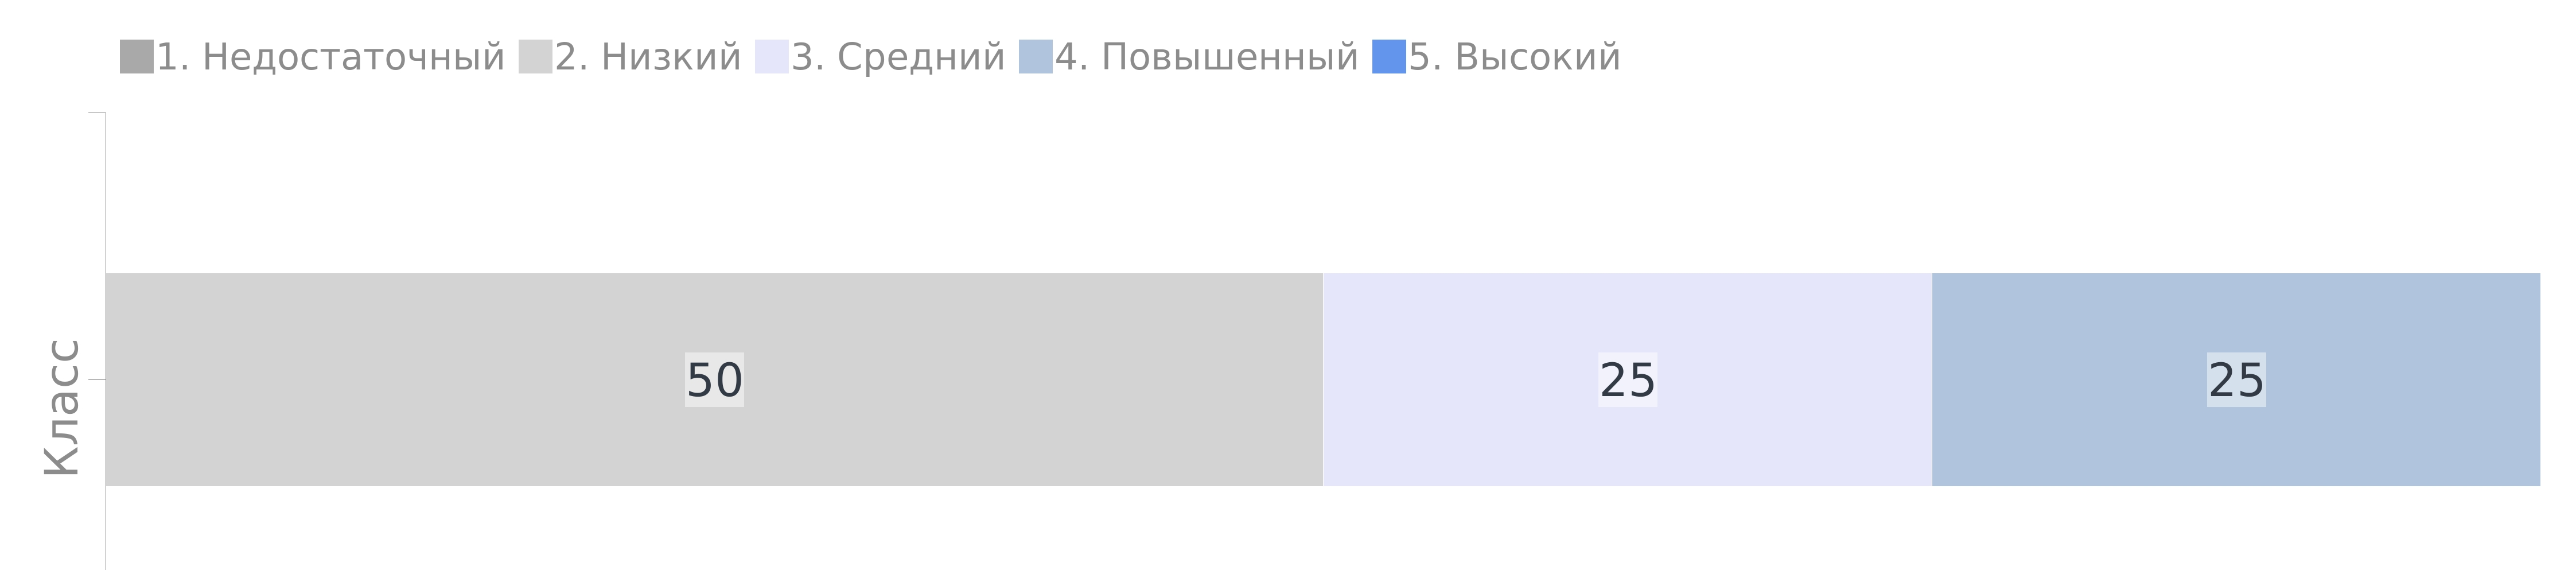 1. Недостаточный 2. Низкий 3. Средний 4. Повышенный 5. Высокий
Класс
50 25 25